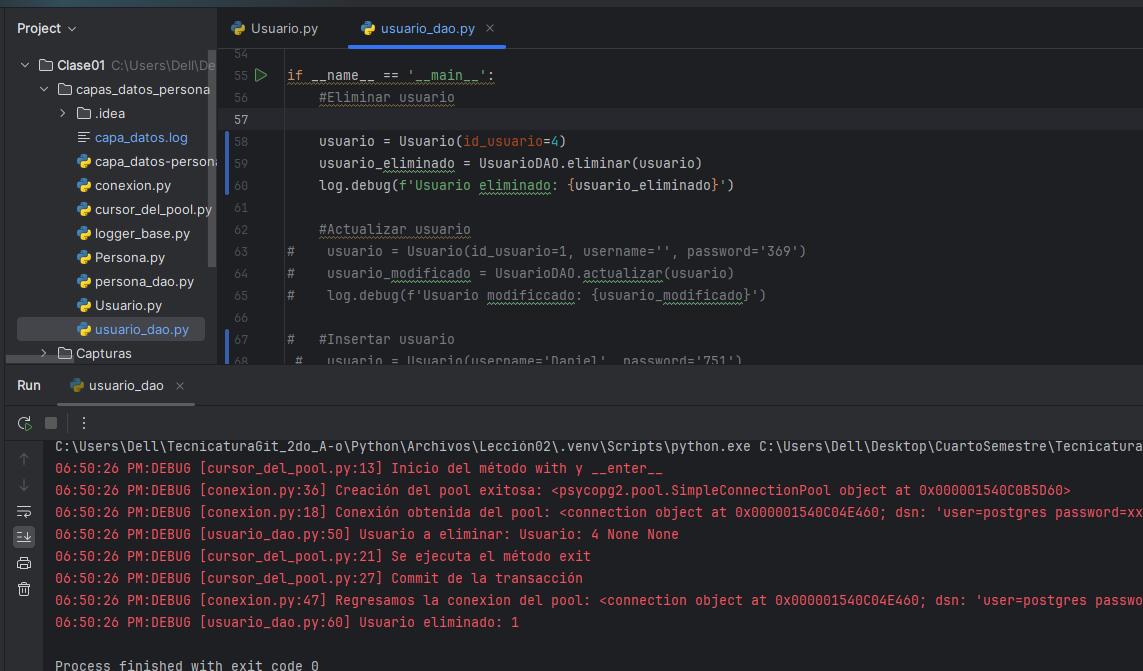 Project
Usuario.py
usuario_dao.py
Clase01 C:\Users\Dell\De
capas_datos_persona
.idea
capa_datos.log
capa_datos-persona
conexion.py
cursor_del_pool.py
logger_base.py
Persona.py
persona_dao.py
Usuario.py
usuario_dao.py
Capturas
54
55 if __name__ == '__main__':
56 #Eliminar usuario
57
58 usuario = Usuario(id_usuario=4)
59 usuario_eliminado = UsuarioDAO.eliminar(usuario)
60 log.debug(f'Usuario eliminado: {usuario_eliminado}')
61
62 #Actualizar usuario
63 # usuario = Usuario(id_usuario=1, username='', password='369')
64 # usuario_modificado = UsuarioDAO.actualizar(usuario)
65 # log.debug(f'Usuario modificcado: {usuario_modificado}')
66
67 # #Insertar usuario
68 # usuario = Usuario(username='Daniel', password='751')
Run
usuario_dao
C:\Users\Dell\TecnicaturaGit_2do_A-o\Python\Archivos\Lección02\.venv\Scripts\python.exe C:\Users\Dell\Desktop\CuartoSemestre\Tecnicatura
06:50:26 PM:DEBUG [cursor_del_pool.py:13] Inicio del método with y __enter__
06:50:26 PM:DEBUG [conexion.py:36] Creación del pool exitosa: <psycopg2.pool.SimpleConnectionPool object at 0x000001540C0B5D60>
06:50:26 PM:DEBUG [conexion.py:18] Conexión obtenida del pool: <connection object at 0x000001540C04E460; dsn: 'user=postgres password=xx
06:50:26 PM:DEBUG [usuario_dao.py:50] Usuario a eliminar: Usuario: 4 None None
06:50:26 PM:DEBUG [cursor_del_pool.py:21] Se ejecuta el método exit
06:50:26 PM:DEBUG [cursor_del_pool.py:27] Commit de la transacción
06:50:26 PM:DEBUG [conexion.py:47] Regresamos la conexion del pool: <connection object at 0x000001540C04E460; dsn: 'user=postgres passwo
06:50:26 PM:DEBUG [usuario_dao.py:60] Usuario eliminado: 1
Process finished with exit code 0